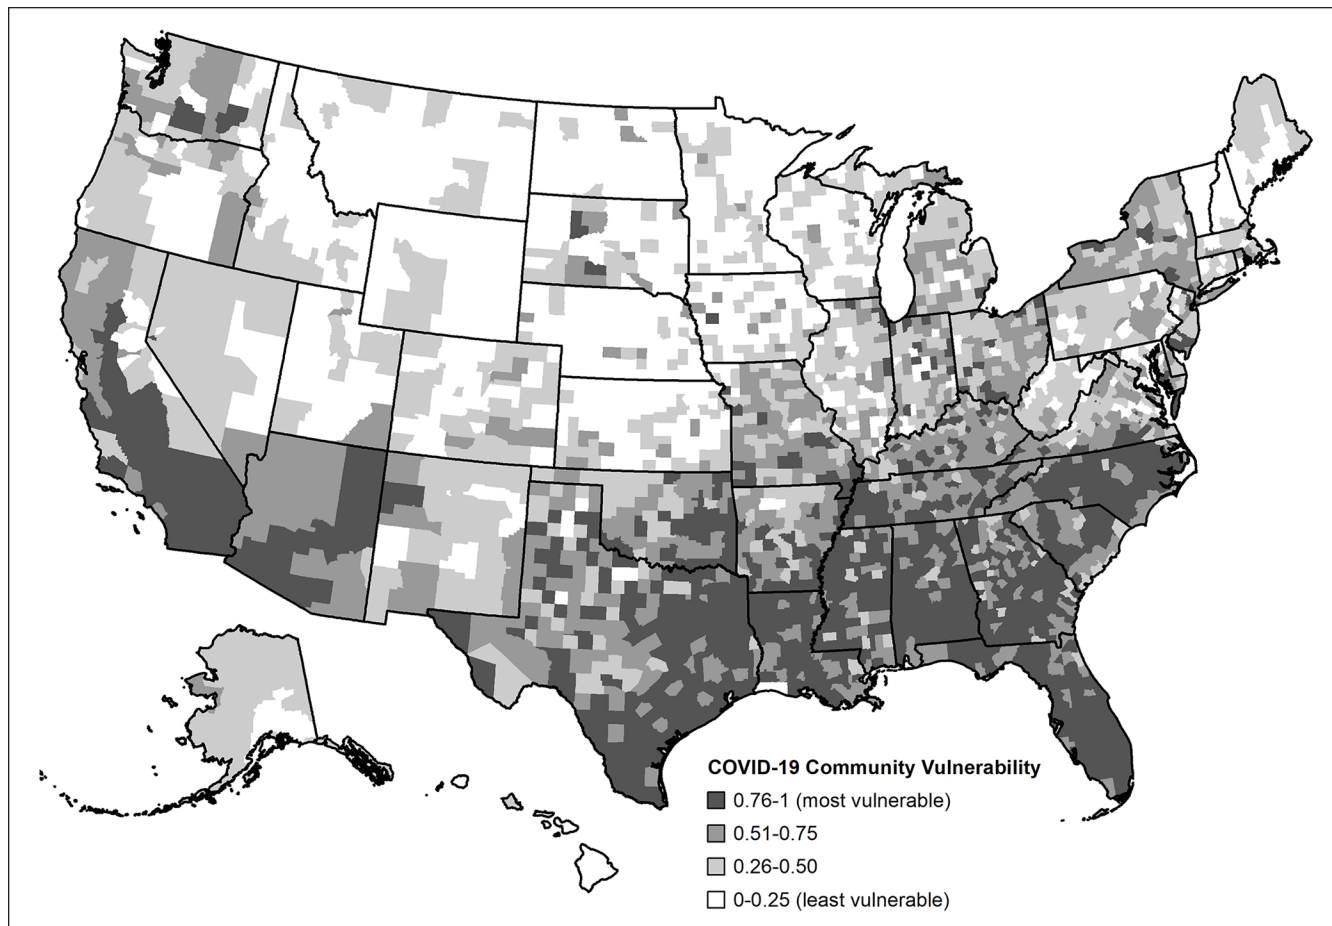 COVID-19 Community Vulnerability
0.76-1 (most vulnerable)
0.51-0.75
0.26-0.50
0-0.25 (least vulnerable)